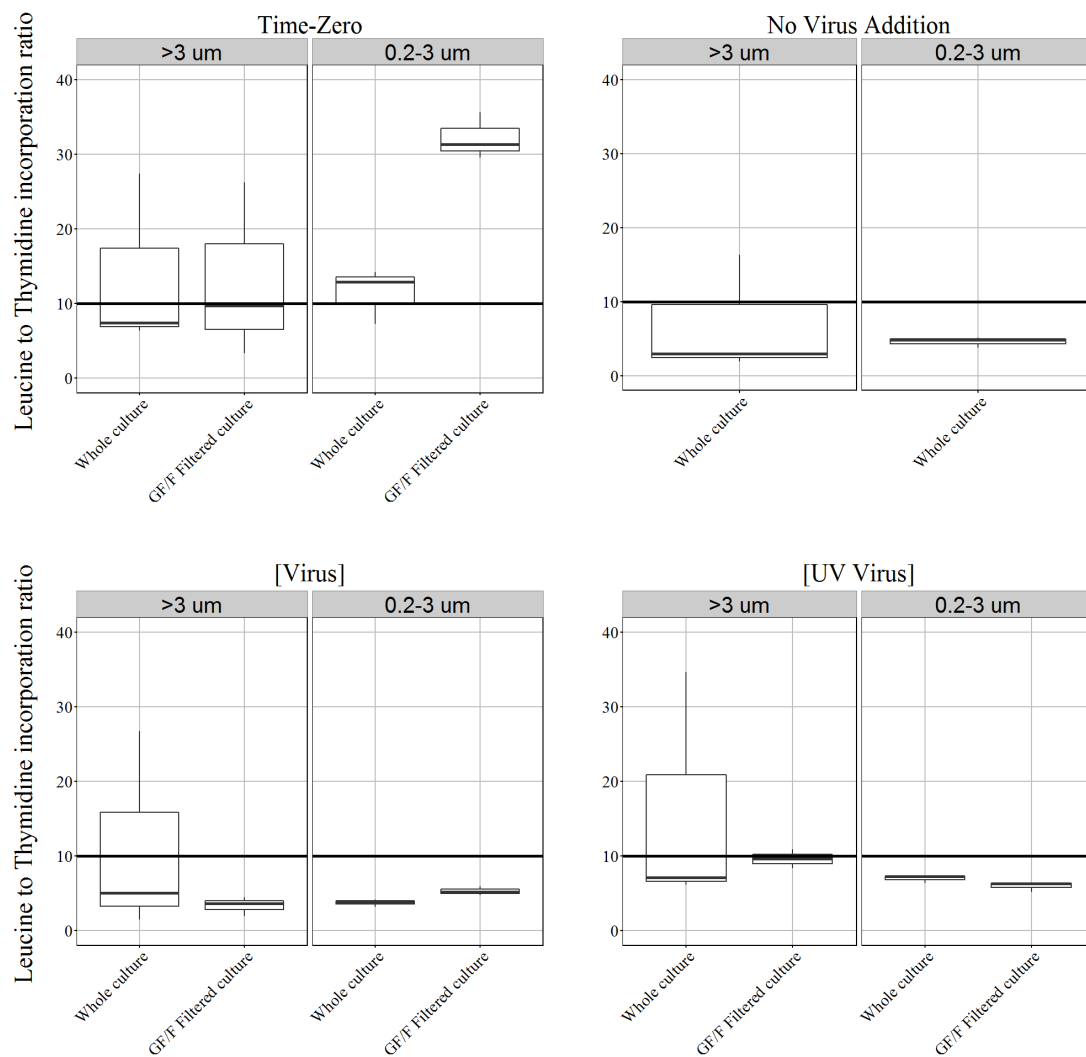 Time-Zero
>3 um
0.2-3 um
Leucine to Thymidine incorporation ratio
40
30
20
10
0
Whole culture
GF/F Filtered culture
Whole culture
GF/F Filtered culture
No Virus Addition
>3 um
0.2-3 um
40
30
20
10
0
Whole culture
Whole culture
[Virus]
>3 um
0.2-3 um
Leucine to Thymidine incorporation ratio
40
30
20
10
0
Whole culture
GF/F Filtered culture
Whole culture
GF/F Filtered culture
[UV Virus]
>3 um
0.2-3 um
40
30
20
10
0
Whole culture
GF/F Filtered culture
Whole culture
GF/F Filtered culture